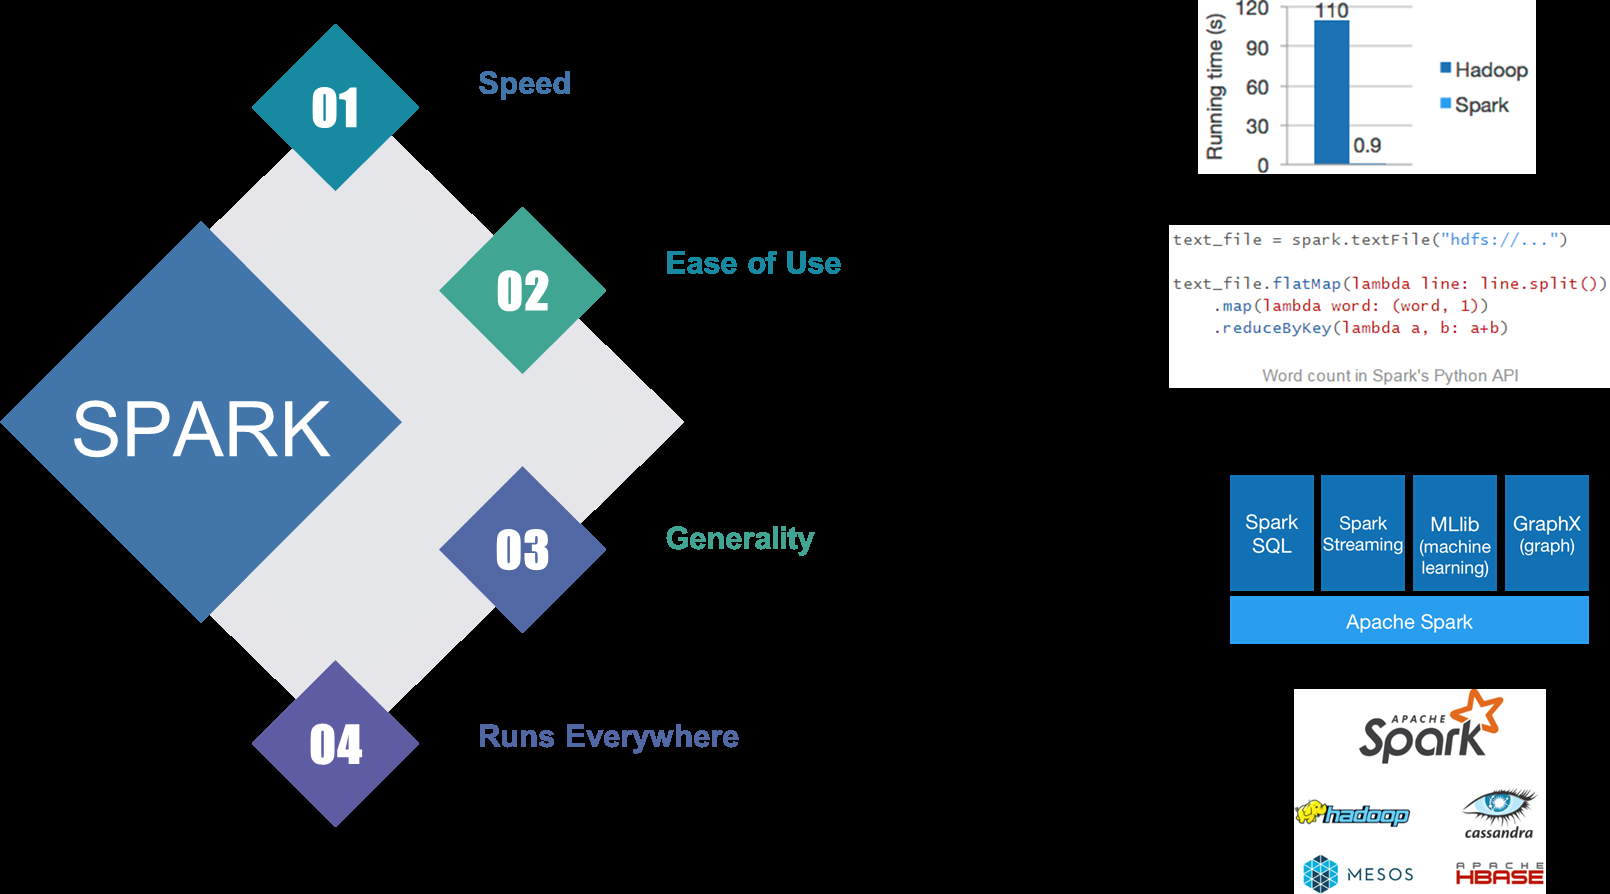 01
Speed
02
Ease of Use
SPARK
03
Generality
04
Runs Everywhere
Running time (s)
120
90
60
30
0
110
0.9
Hadoop
Spark
text_file = spark.textFile("hdfs://...")
text_file.flatMap(lambda line: line.split())
.map(lambda word: (word, 1))
.reduceByKey(lambda a, b: a+b)
Word count in Spark's Python API
Spark
SQL
Spark
Streaming
MLlib
(machine
learning)
GraphX
(graph)
Apache Spark
APACHE
Spark
hadoop
cassandra
MESOS
APACHE
HBASE